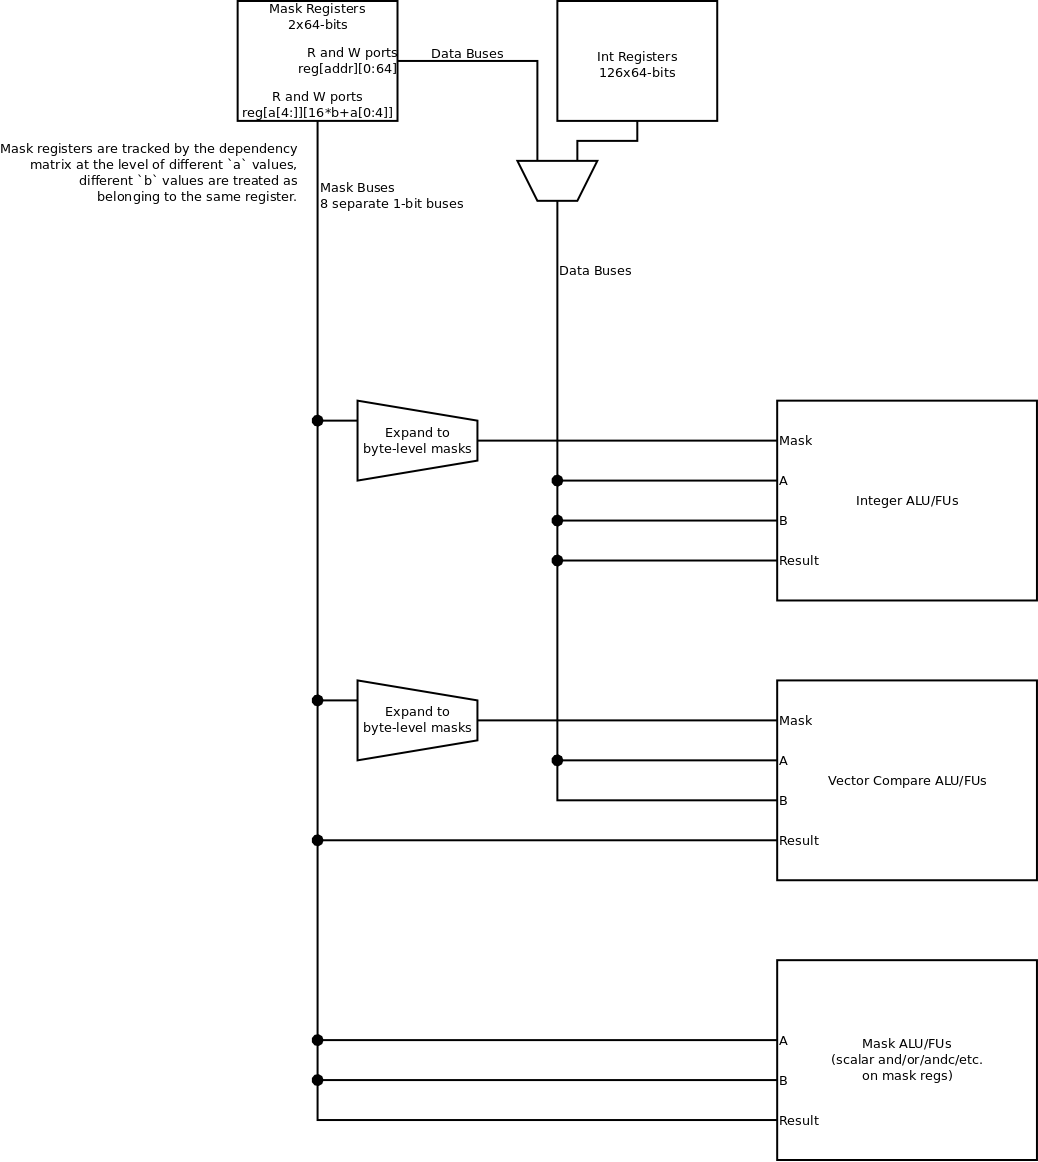 Mask Registers
2x64-bits
R and W ports
reg[addr][0:64]
R and W ports
reg[a[4:]][16*b+a[0:4]]
Data Buses
Int Registers
126x64-bits
Mask registers are tracked by the dependency
matrix at the level of different `a` values,
different `b` values are treated as
belonging to the same register.
Mask Buses
8 separate 1-bit buses
Data Buses
Expand to
byte-level masks
Mask
A
B
Result
Integer ALU/FUs
Expand to
byte-level masks
Mask
A
B
Result
Vector Compare ALU/FUs
A
B
Result
Mask ALU/FUs
(scalar and/or/andc/etc.
on mask regs)